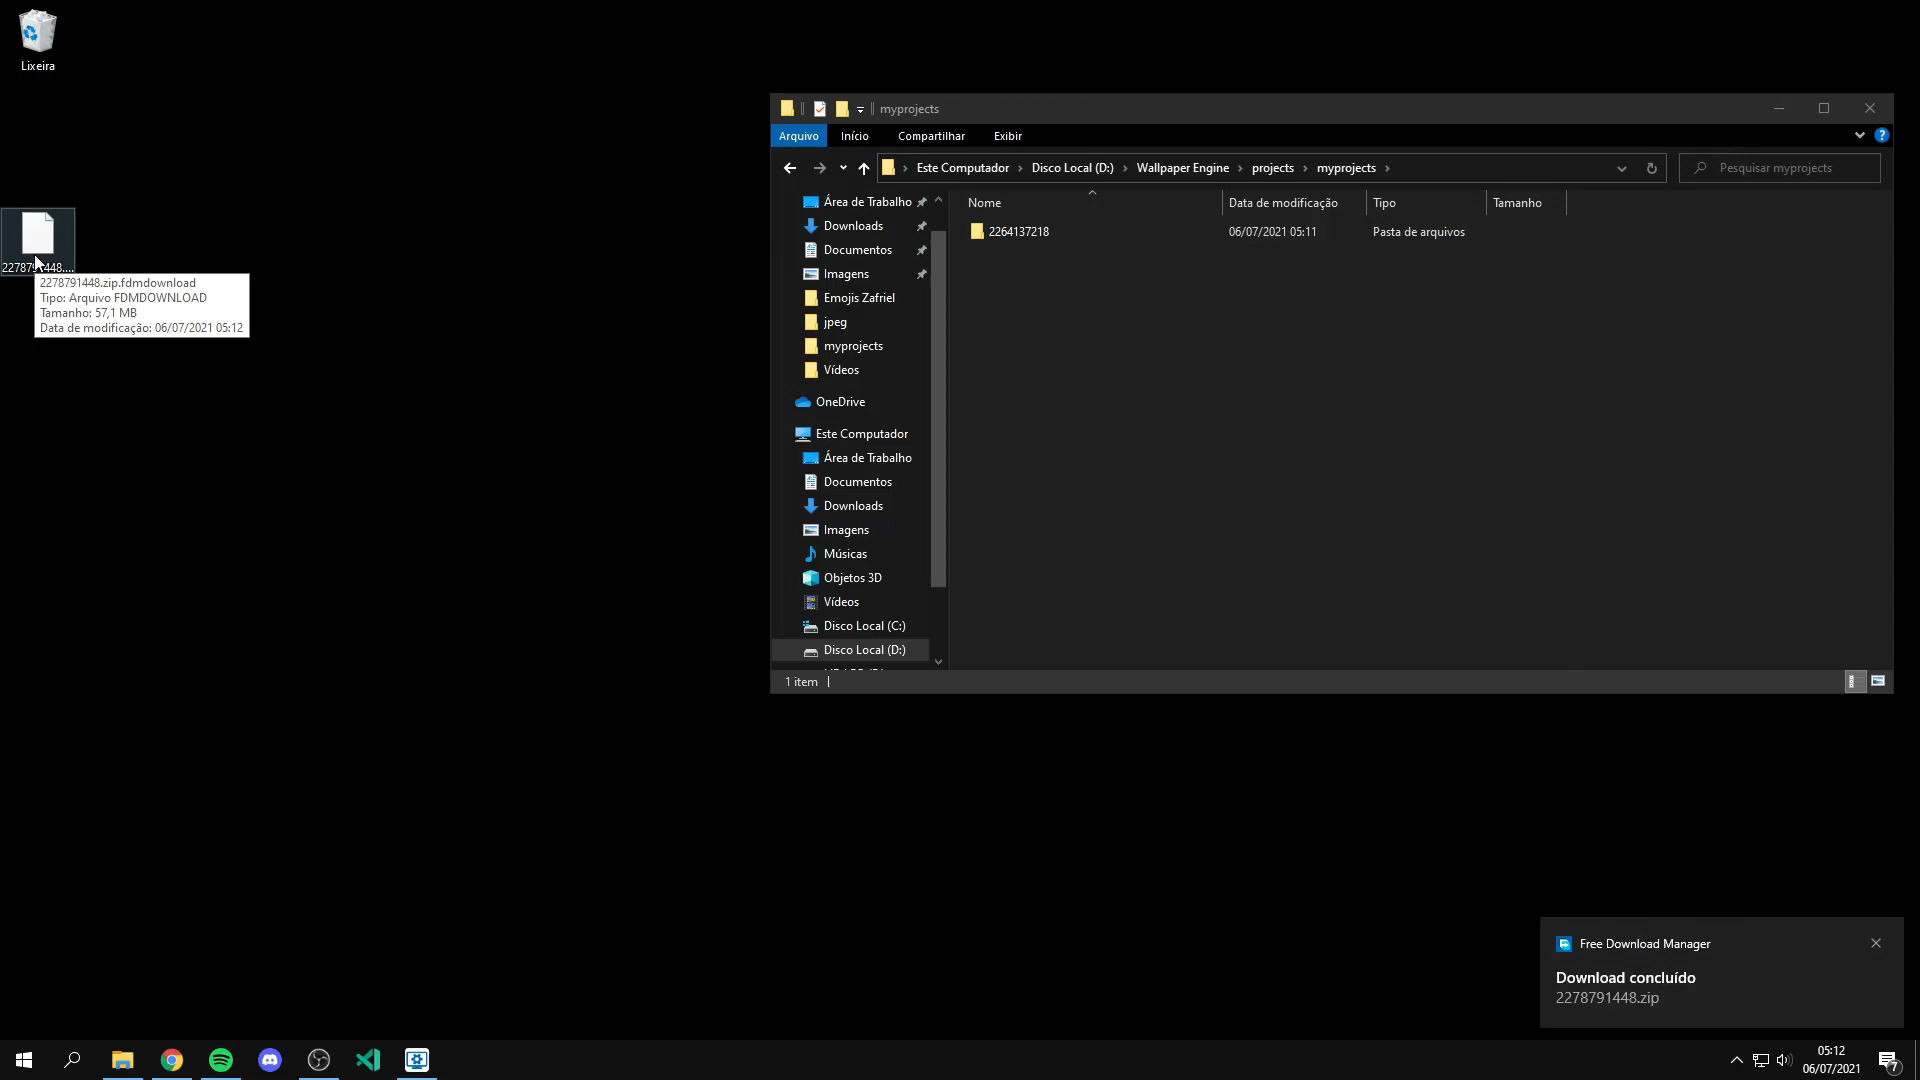 Lixeira
227879 448....
2278791448.zip.fdmdownload
Tipo: Arquivo FDMDOWNLOAD
Tamanho: 57,1 MB
Data de modificação: 06/07/2021 05:12
myprojects
Arquivo Início Compartilhar Exibir
Este Computador Disco Local (D:) Wallpaper Engine projects myprojects
Pesquisar myprojects
Área de Trabalho
Downloads
Documentos
Imagens
Emojis Zafriel
jpeg
myprojects
Vídeos
OneDrive
Este Computador
Área de Trabalho
Documentos
Downloads
Imagens
Músicas
Objetos 3D
Vídeos
Disco Local (C:)
Disco Local (D:)
Nome Data de modificação Tipo Tamanho
2264137218 06/07/2021 05:11 Pasta de arquivos
1 item
Free Download Manager
Download concluído
2278791448.zip
05:12
06/07/2021
7